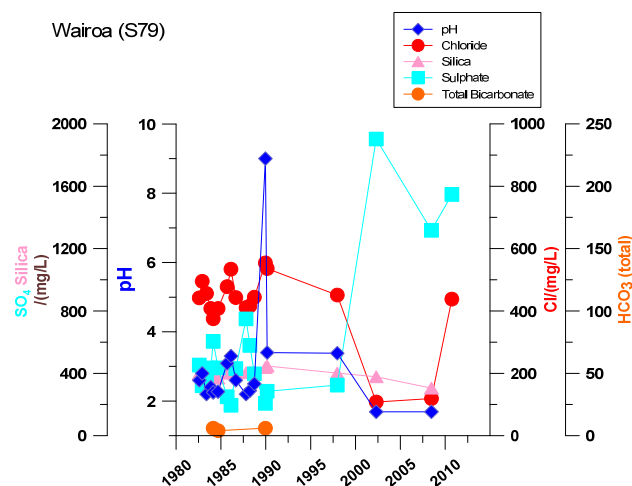 Wairoa (S79)
pH
Chloride
Silica
Sulphate
Total Bicarbonate
2000
1600
1200
800
400
0
SO4 Silica
/(mg/L)
10
8
6
4
2
pH
1000
800
600
400
200
0
Cl/(mg/L)
250
200
150
100
50
0
HCO3 (total)
1980
1985
1990
1995
2000
2005
2010